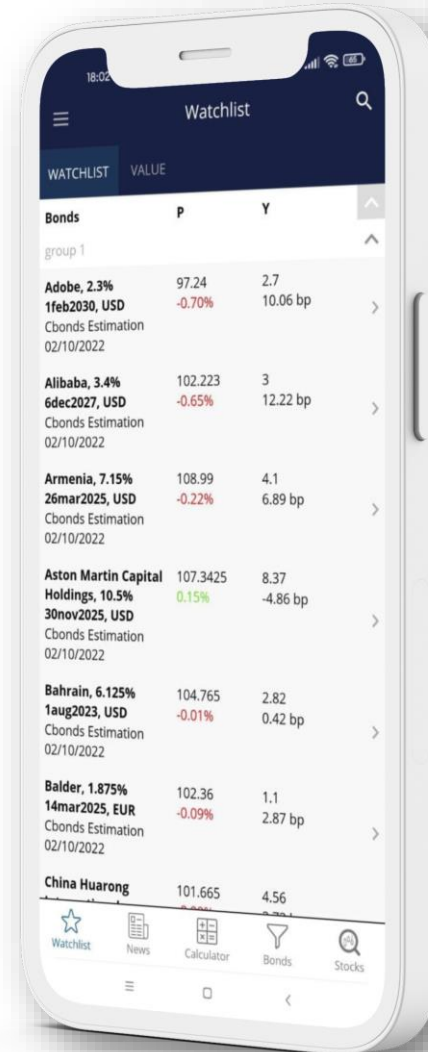 18:02
65
Watchlist
WATCHLIST VALUE
Bonds P Y
group 1
Adobe, 2.3% 97.24 2.7
1feb2030, USD -0.70% 10.06 bp
Cbonds Estimation
02/10/2022
Alibaba, 3.4% 102.223 3
6dec2027, USD -0.65% 12.22 bp
Cbonds Estimation
02/10/2022
Armenia, 7.15% 108.99 4.1
26mar2025, USD -0.22% 6.89 bp
Cbonds Estimation
02/10/2022
Aston Martin Capital 107.3425 8.37
Holdings, 10.5% 0.15% -4.86 bp
30nov2025, USD
Cbonds Estimation
02/10/2022
Bahrain, 6.125% 104.765 2.82
1aug2023, USD -0.01% 0.42 bp
Cbonds Estimation
02/10/2022
Balder, 1.875% 102.36 1.1
14mar2025, EUR -0.09% 2.87 bp
Cbonds Estimation
02/10/2022
China Huarong 101.665 4.56
Watchlist News Calculator Bonds Stocks